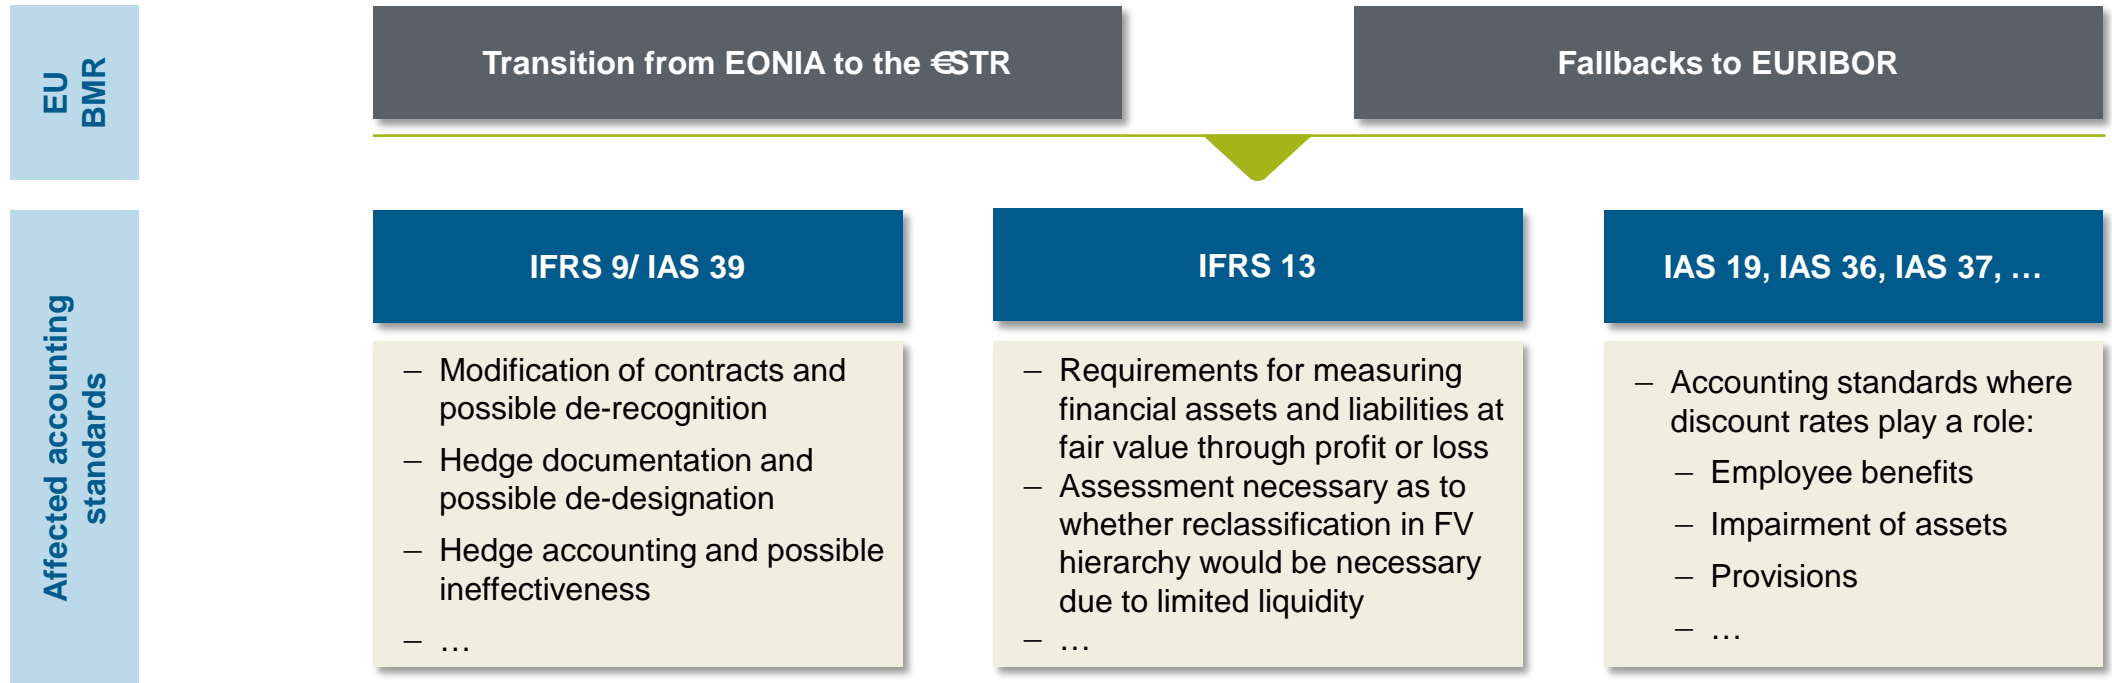 EU
BMR
Transition from EONIA to the €STR
Fallbacks to EURIBOR
Affected accounting
standards
IFRS 9/ IAS 39
– Modification of contracts and
possible de-recognition
– Hedge documentation and
possible de-designation
– Hedge accounting and possible
ineffectiveness
– …
IFRS 13
– Requirements for measuring
financial assets and liabilities at
fair value through profit or loss
– Assessment necessary as to
whether reclassification in FV
hierarchy would be necessary
due to limited liquidity
– …
IAS 19, IAS 36, IAS 37, …
– Accounting standards where
discount rates play a role:
– Employee benefits
– Impairment of assets
– Provisions
– …